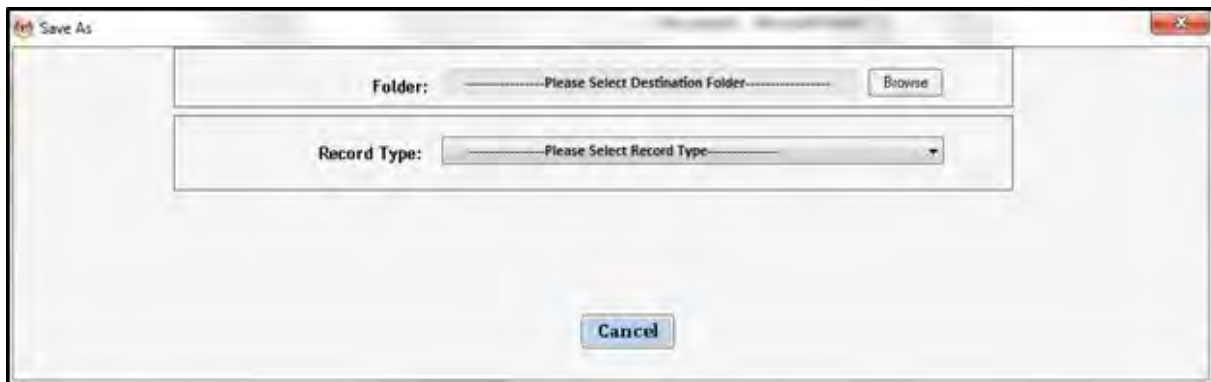 Save As
Folder: ----------------Please Select Destination Folder----------------- Browse
Record Type: ----------------Please Select Record Type---------------
Cancel